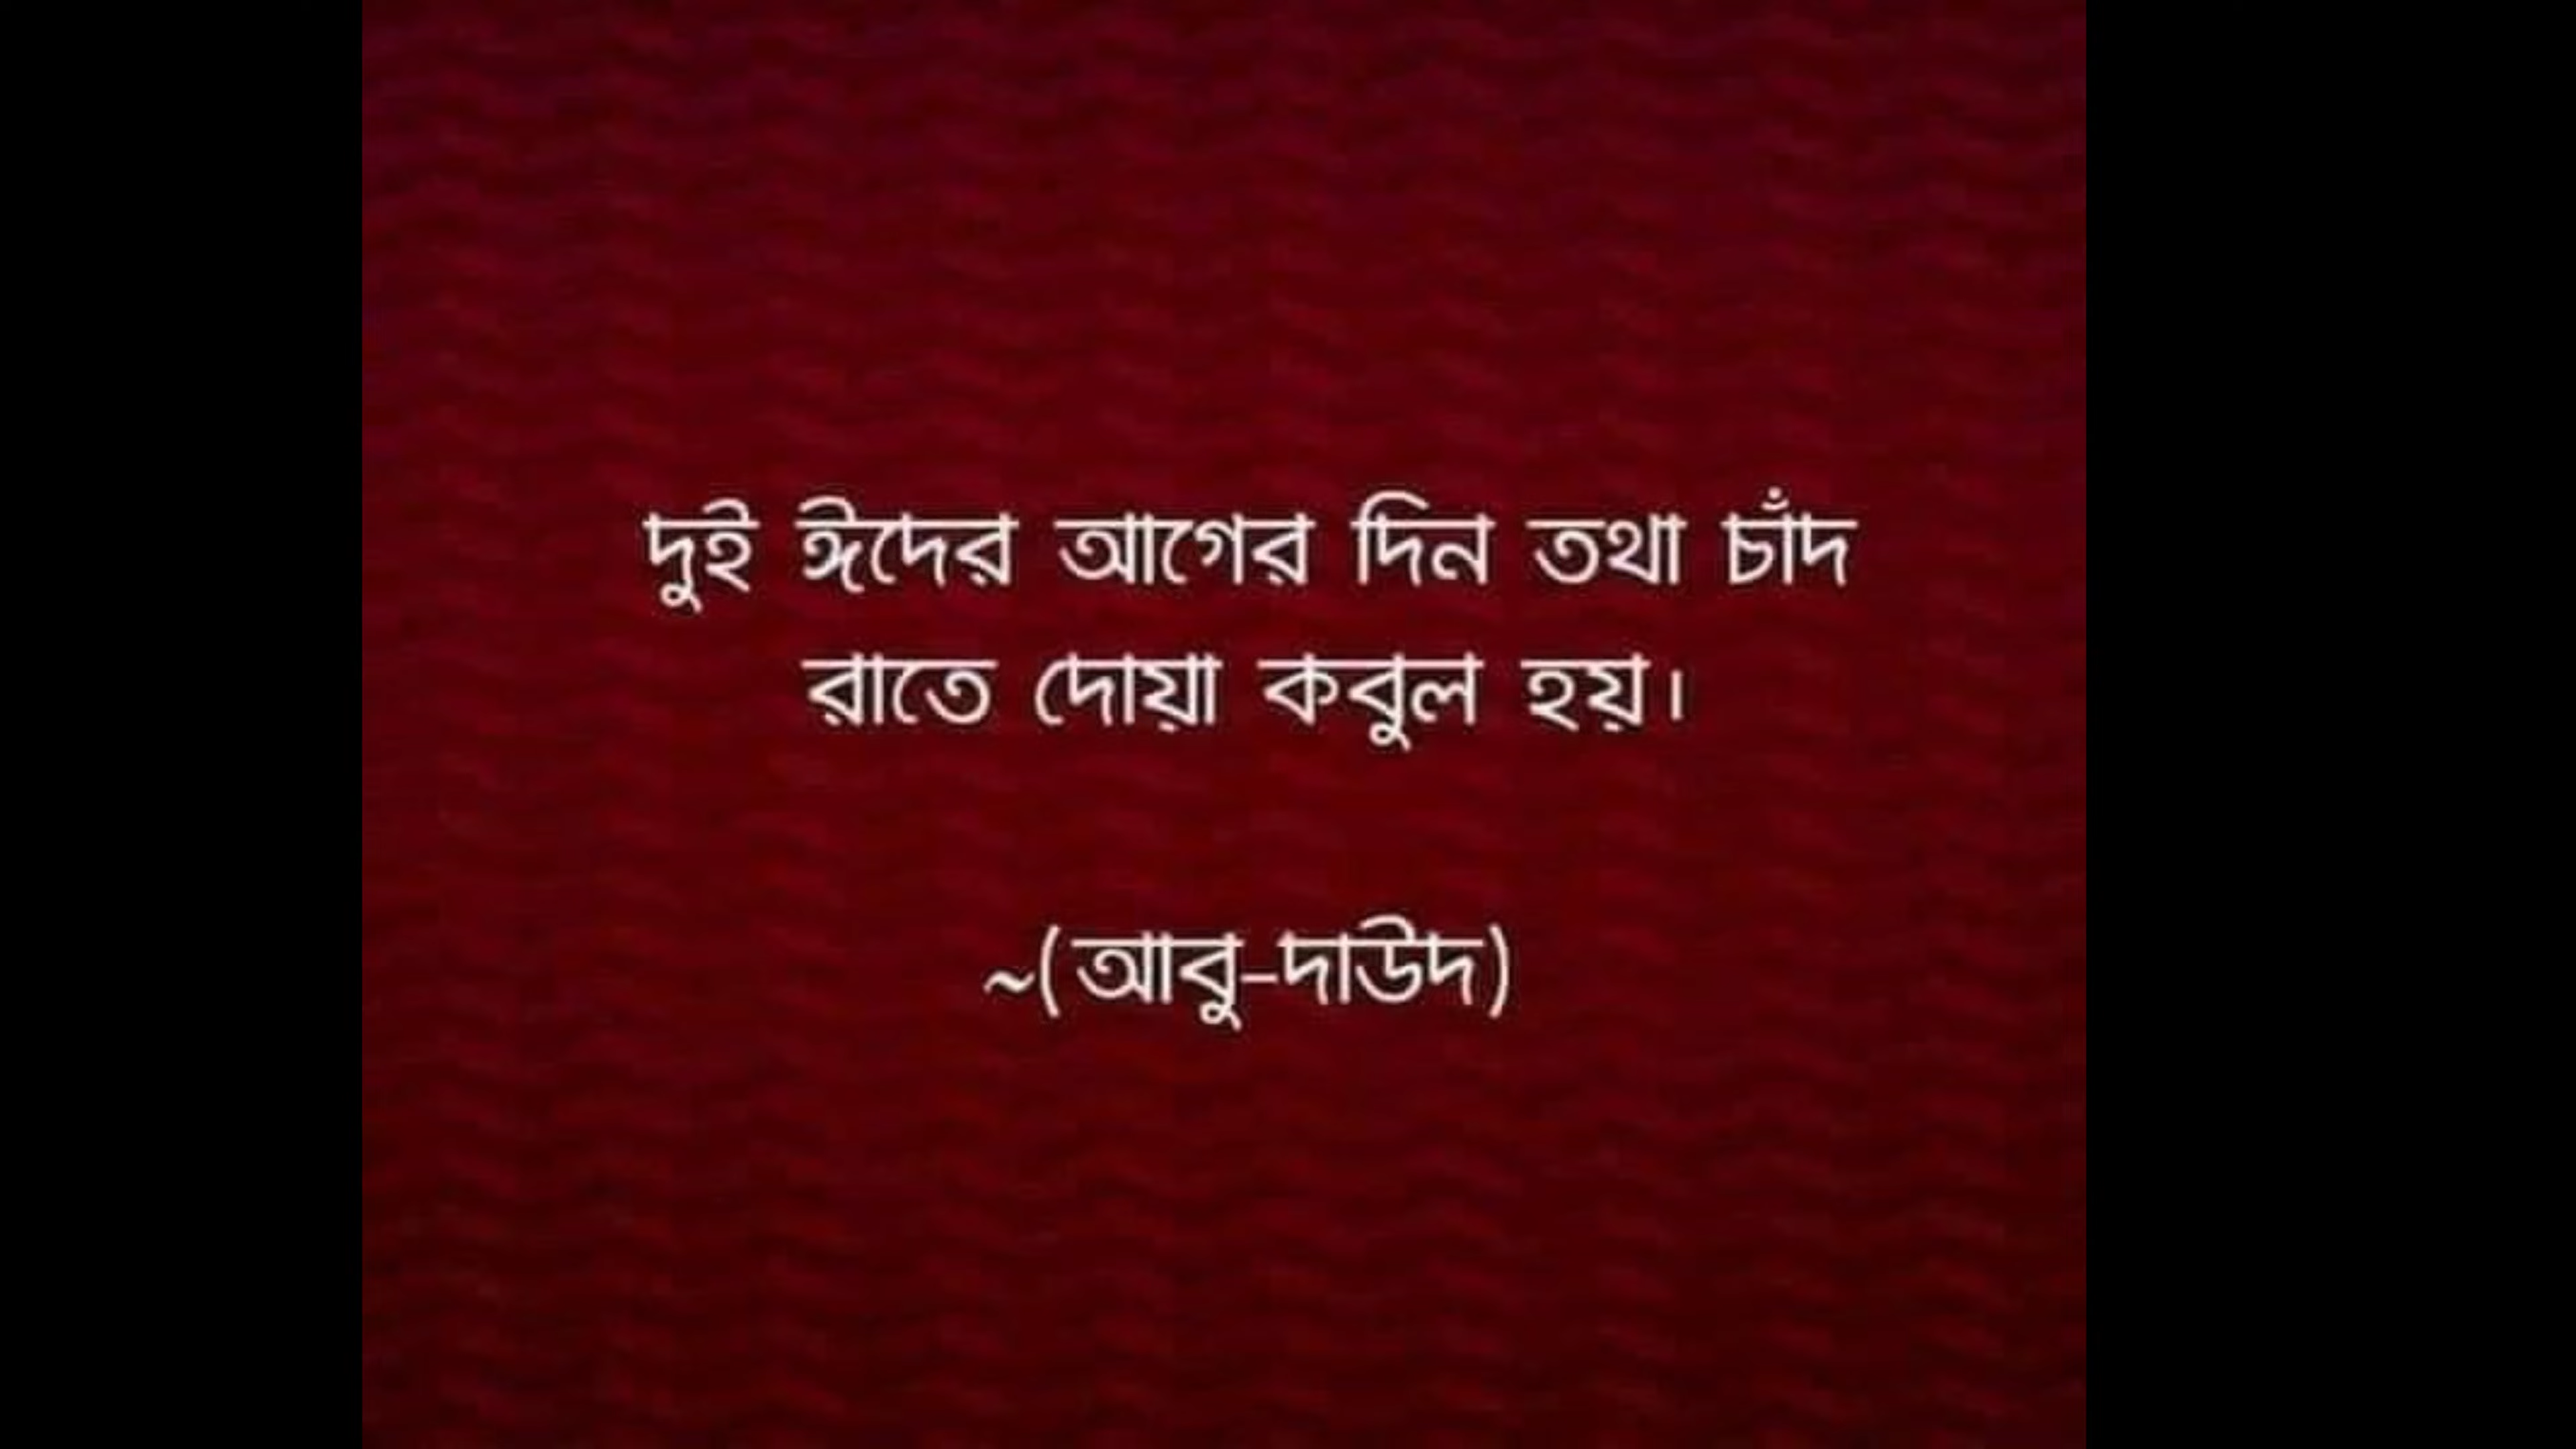 দুই ঈদের আগের দিন তথা চাঁদ
রাতে দোয়া কবুল হয়।
~(আবু-দাউদ)